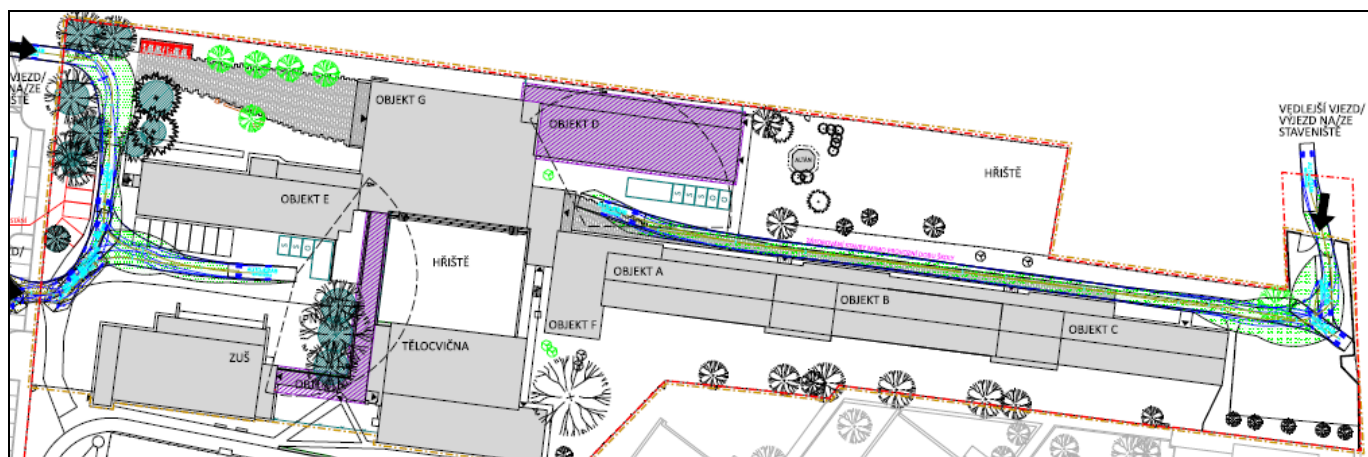 VJEZD/
NA/ZE
OBJEKT G
OBJEKT D
VEDLEJŠÍ VJEZD/
VÝJEZD NA/ZE
STAVENIŠTĚ
ALTÁN
HŘIŠTĚ
OBJEKT E
HŘIŠTĚ
OBJEKT A
OBJEKT B
OBJEKT C
OBJEKT F
TĚLOCVIČNA
ZUŠ